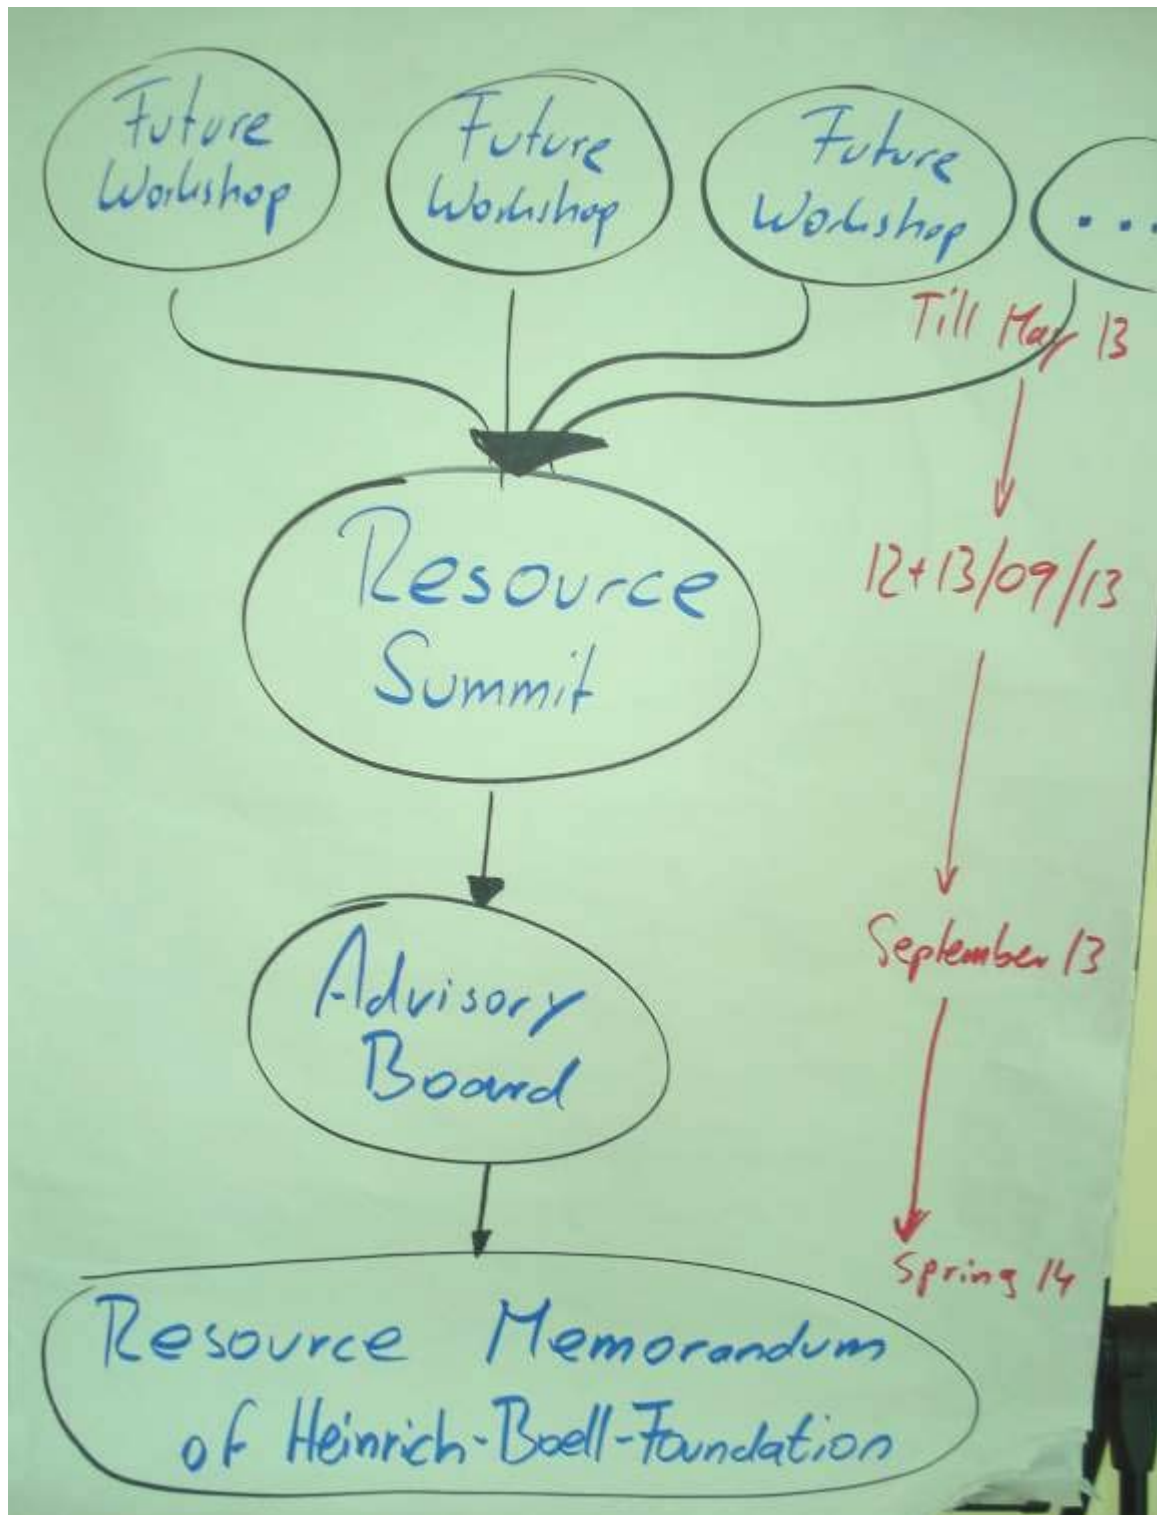 Future
Workshop
Future
Workshop
Future
Workshop
...
Till May 13
Resource
Summit
12+13/09/13
Advisory
Board
September 13
Spring 14
Resource Memorandum
of Heinrich-Boell-Foundation